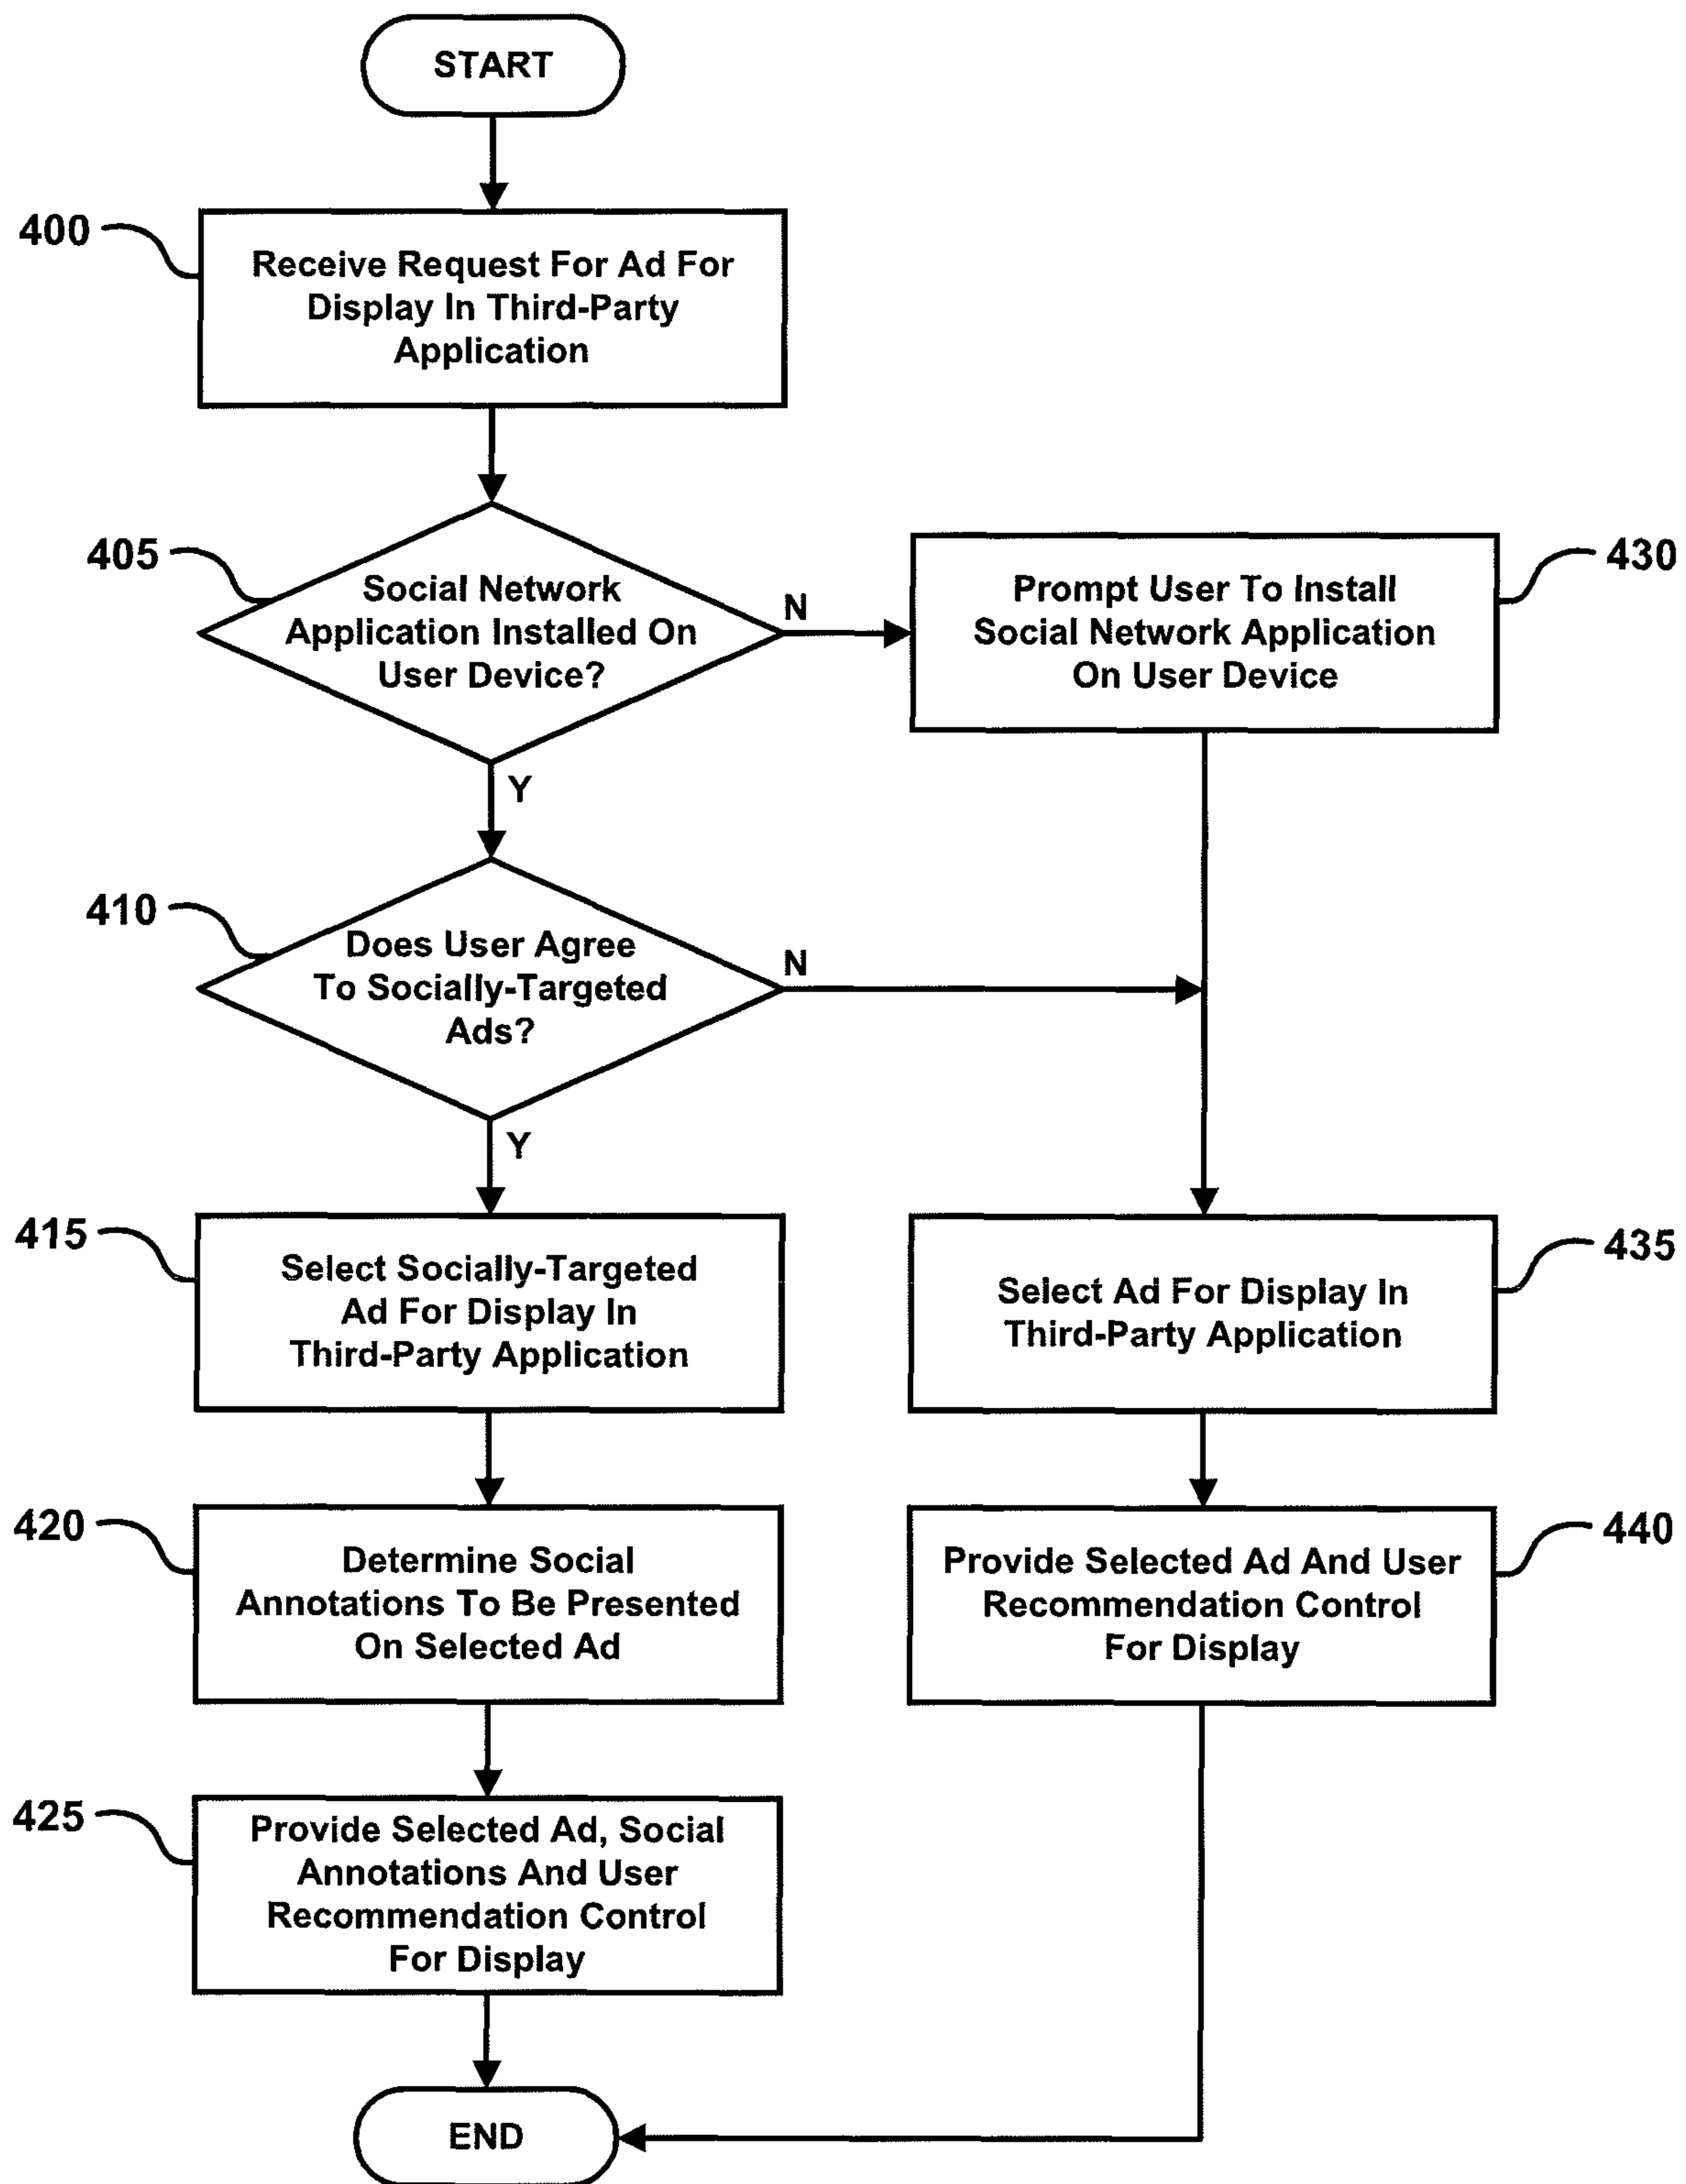 START
400
Receive Request For Ad For
Display In Third-Party
Application
405
Social Network
Application Installed On
User Device?
N
Y
430
Prompt User To Install
Social Network Application
On User Device
410
Does User Agree
To Socially-Targeted
Ads?
N
Y
415
Select Socially-Targeted
Ad For Display In
Third-Party Application
435
Select Ad For Display In
Third-Party Application
420
Determine Social
Annotations To Be Presented
On Selected Ad
440
Provide Selected Ad And User
Recommendation Control
For Display
425
Provide Selected Ad, Social
Annotations And User
Recommendation Control
For Display
END